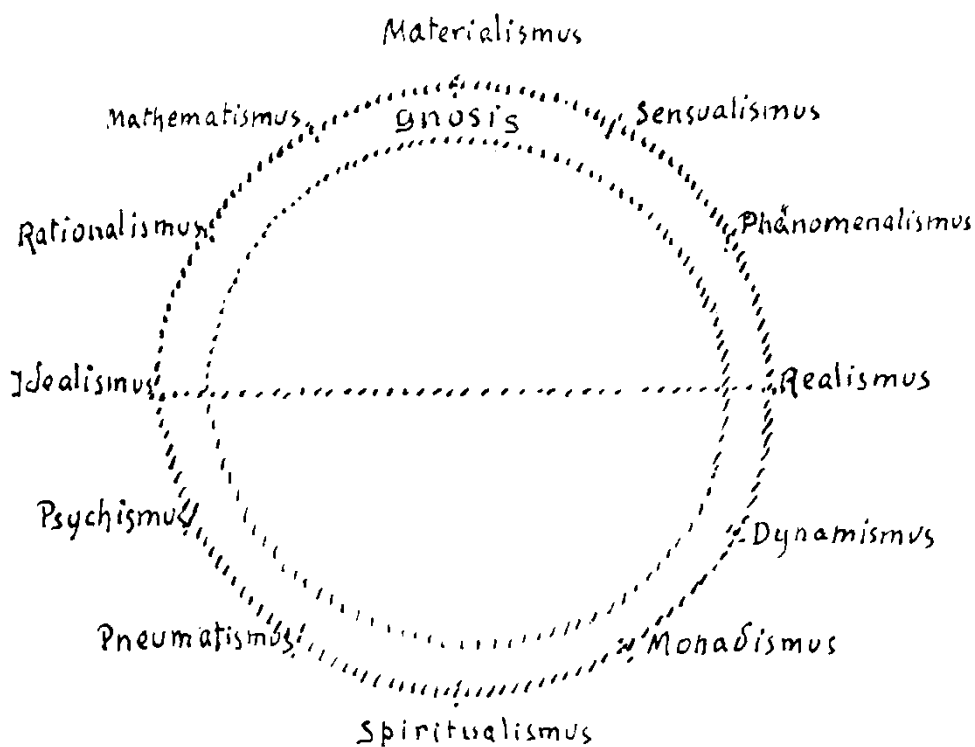 Materialismus
Mathematismus
gnosis
Sensualismus
Rationalismus
Phänomenalismus
Idealismus
Realismus
Psychismus
Dynamismus
Pneumatismus
Monadismus
Spiritualismus